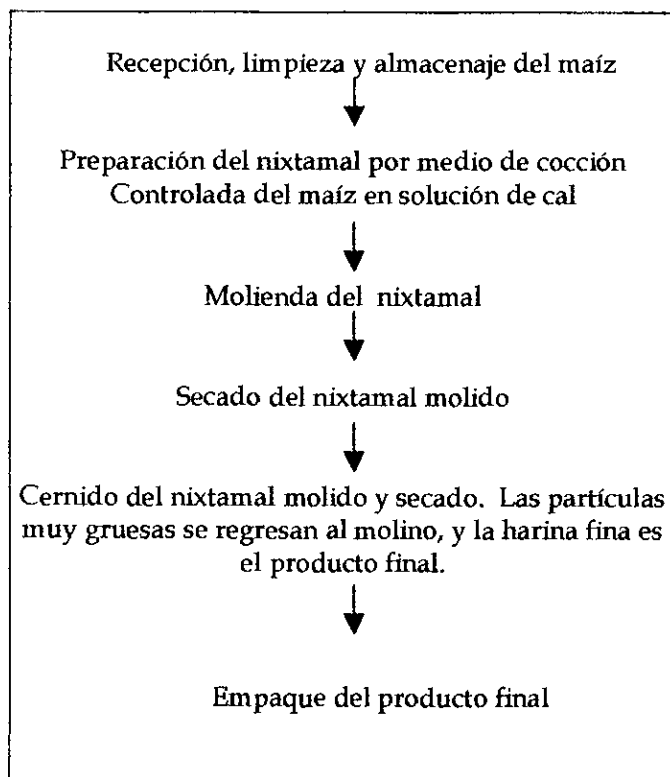 Recepción, limpieza y almacenaje del maíz
Preparación del nixtamal por medio de cocción
Controlada del maíz en solución de cal
Molienda del nixtamal
Secado del nixtamal molido
Cernido del nixtamal molido y secado. Las partículas
muy gruesas se regresan al molino, y la harina fina es
el producto final.
Empaque del producto final